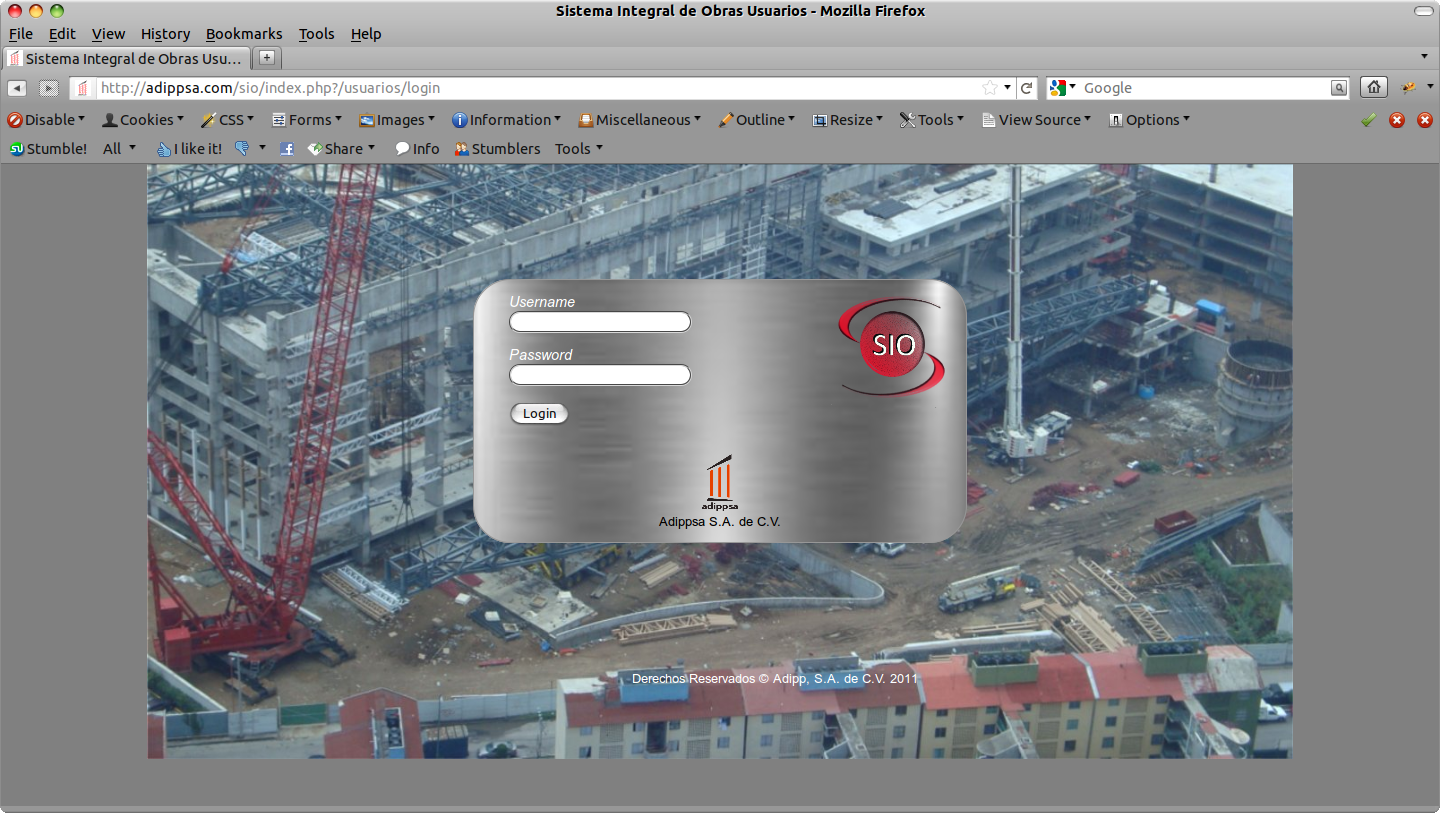 Sistema Integral de Obras Usuarios - Mozilla Firefox
File Edit View History Bookmarks Tools Help
Sistema Integral de Obras Usu... +
http://adippsa.com/sio/index.php?/usuarios/login Google
Disable Cookies CSS Forms Images Information Miscellaneous Outline Resize Tools View Source Options
Stumble! All I like it! Share Info Stumblers Tools
Username
SIO
Password
Login
adippsa
Adippsa S.A. de C.V.
Derechos Reservados © Adipp, S.A. de C.V. 2011